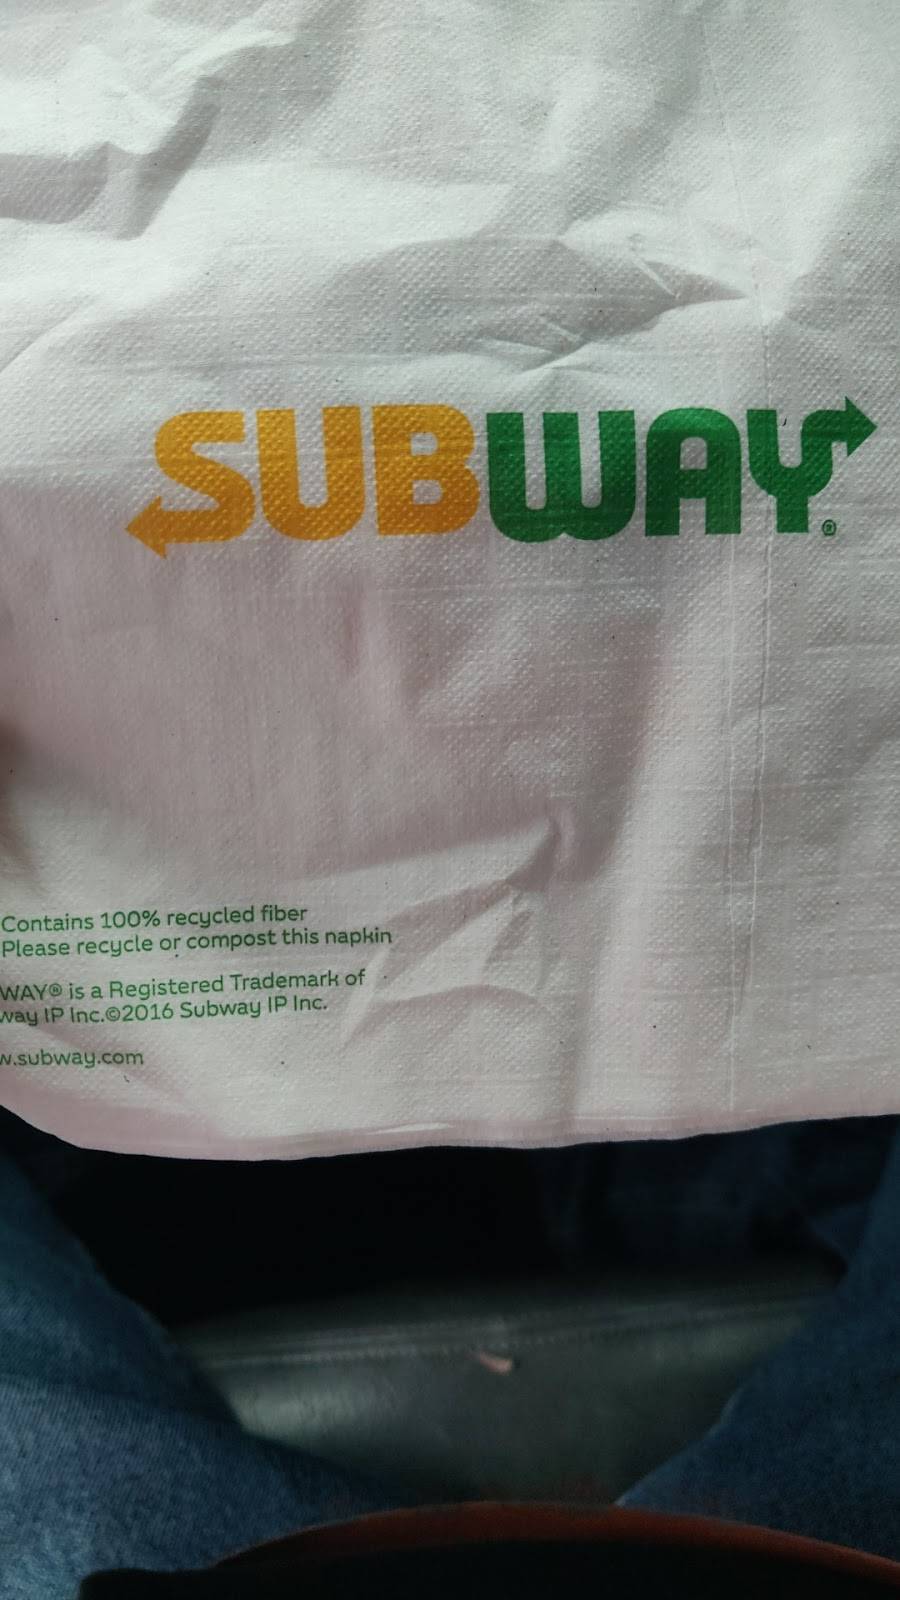 SUBWAY®
Contains 100% recycled fiber
Please recycle or compost this napkin
WAY® is a Registered Trademark of
way IP Inc.©2016 Subway IP Inc.
w.subway.com